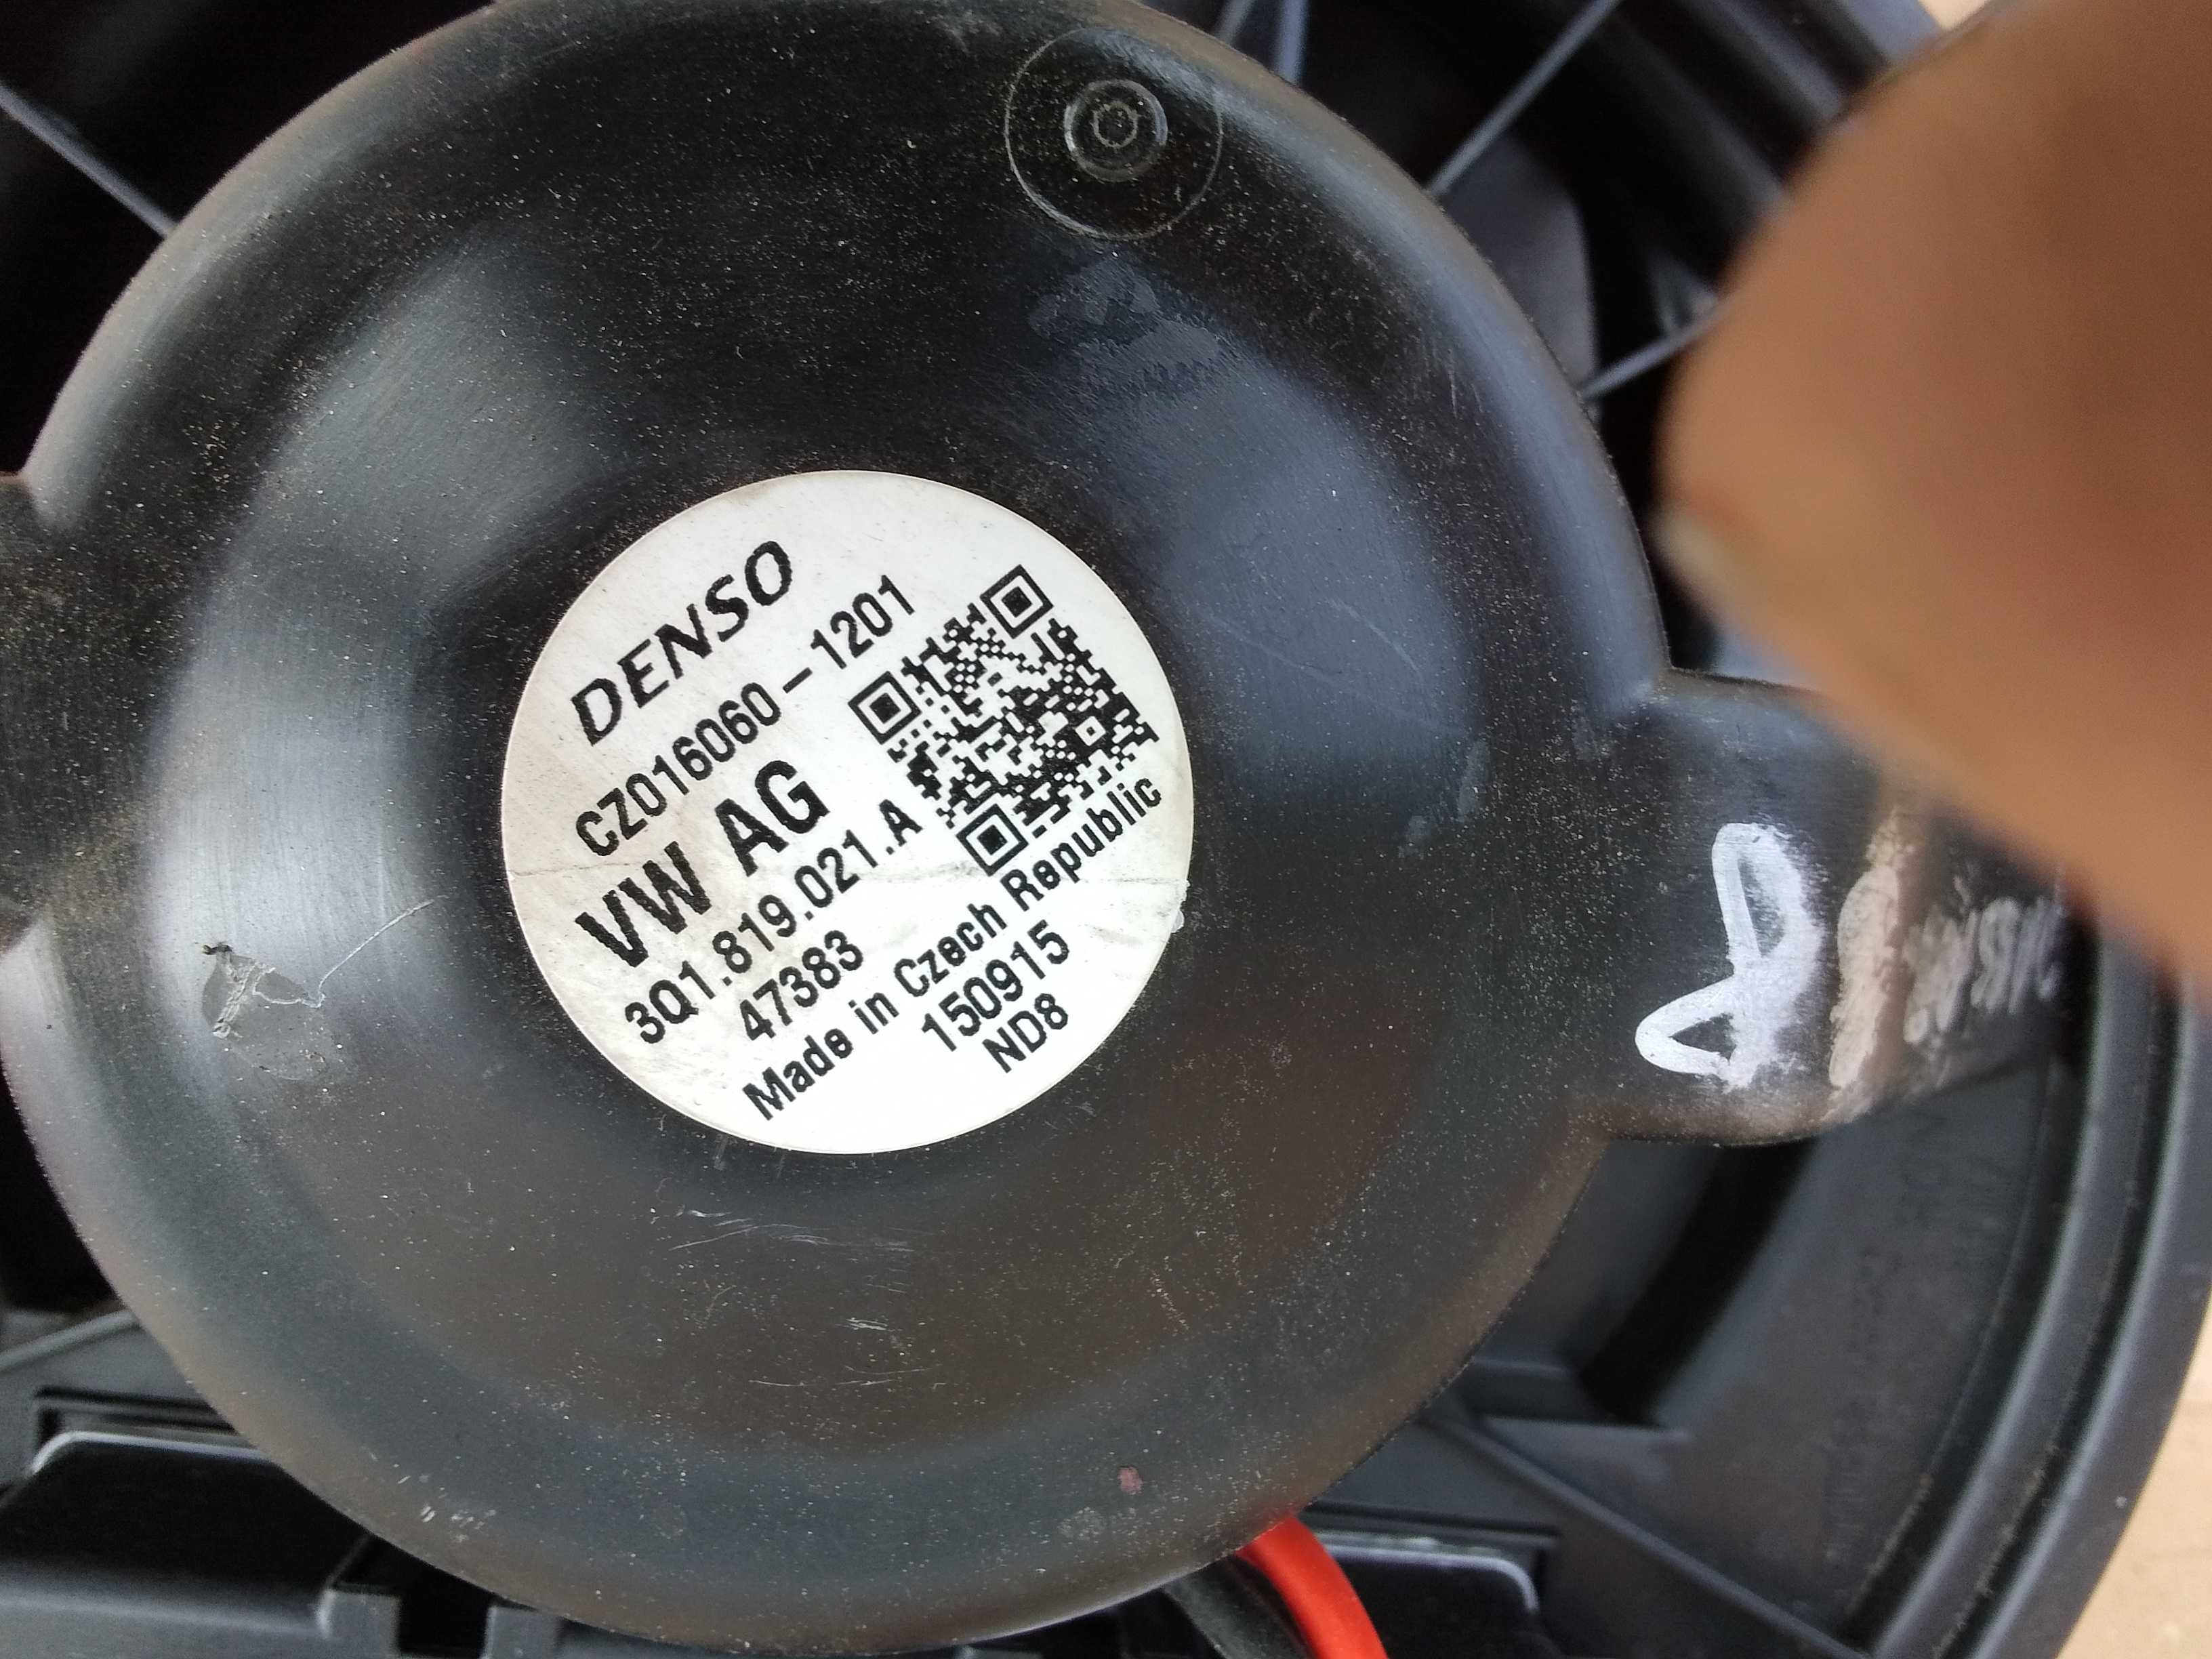 DENSO
CZ016060-1201
VW AG
3Q1.819.021.A
47383
Made in Czech Republic
150915
ND8